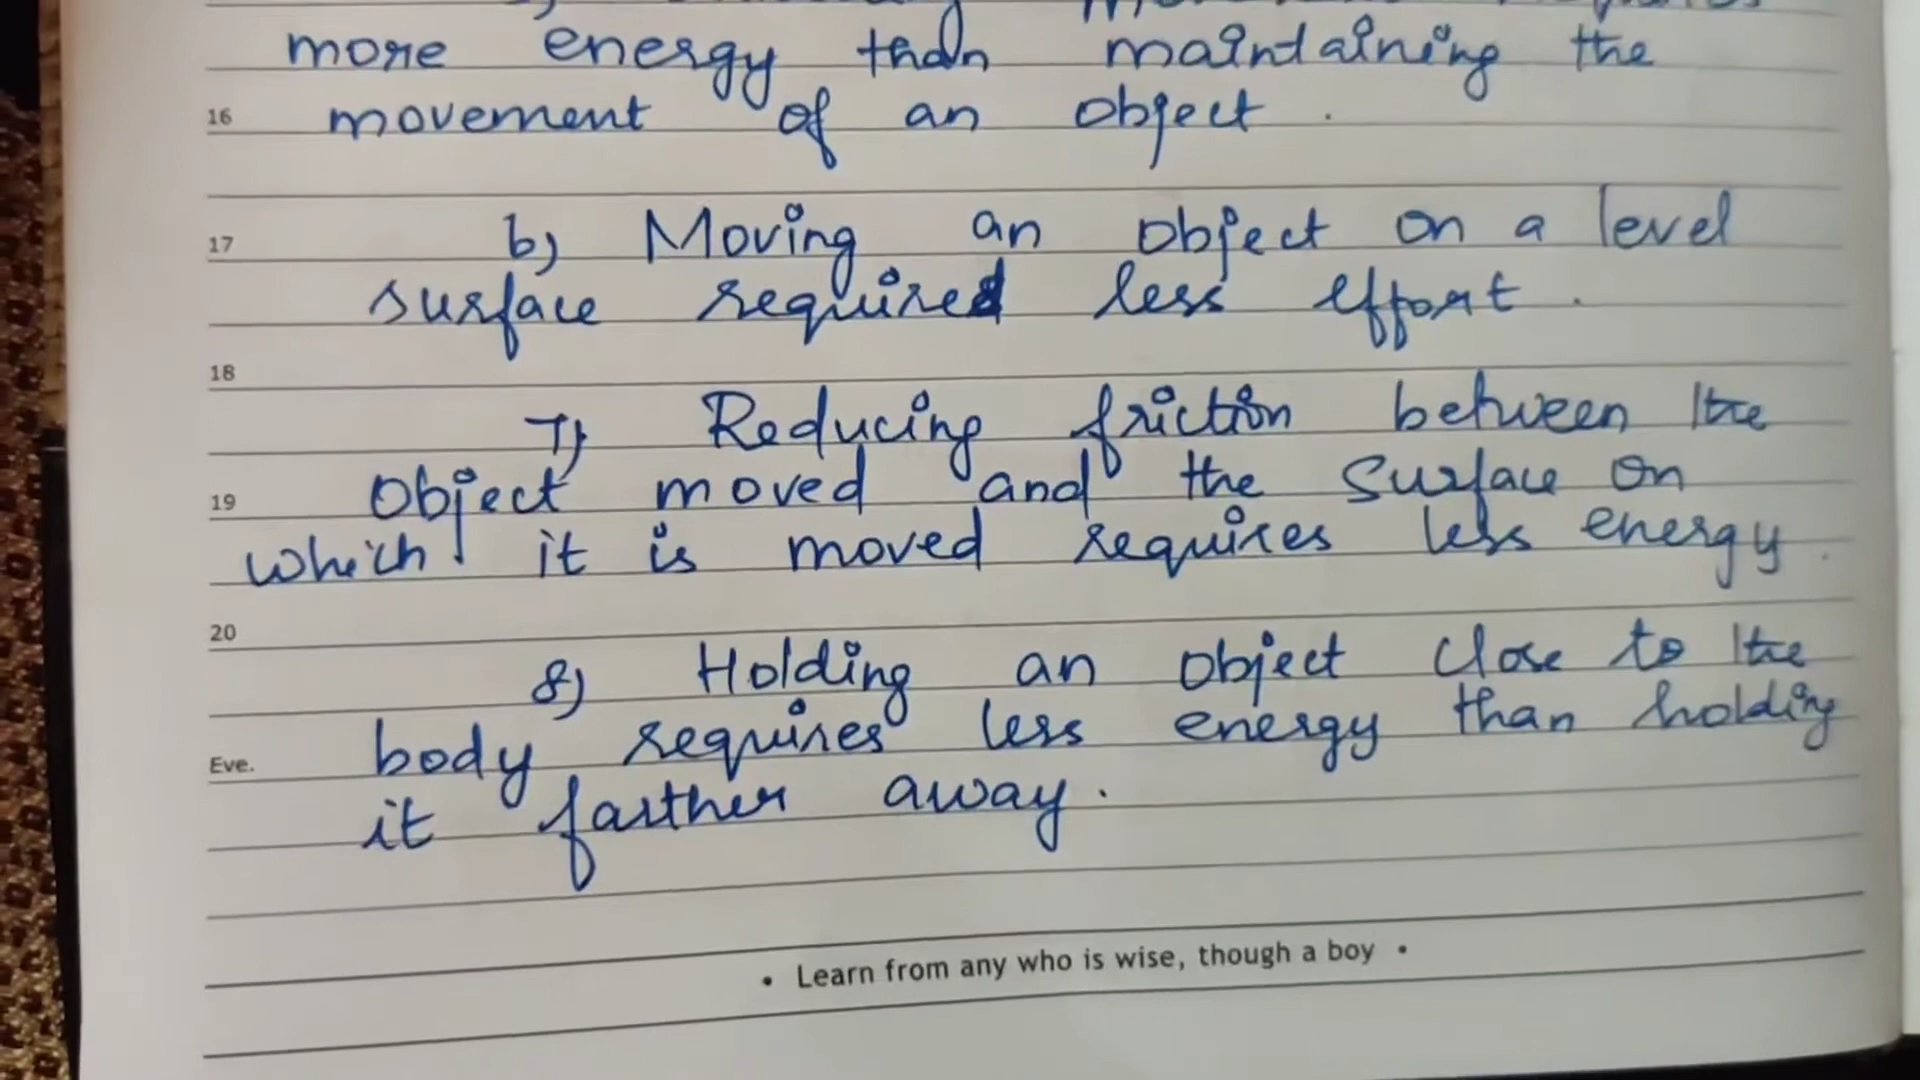 more energy than maintaining the
16 movement of an object .
17 b) Moving an object on a level
surface requires less effort .
18
7) Reducing friction between the
19 object moved and the surface on
which it is moved requires less energy .
20
8) Holding an object close to the
Eve. body requires less energy than holding
it farther away .
• Learn from any who is wise, though a boy •